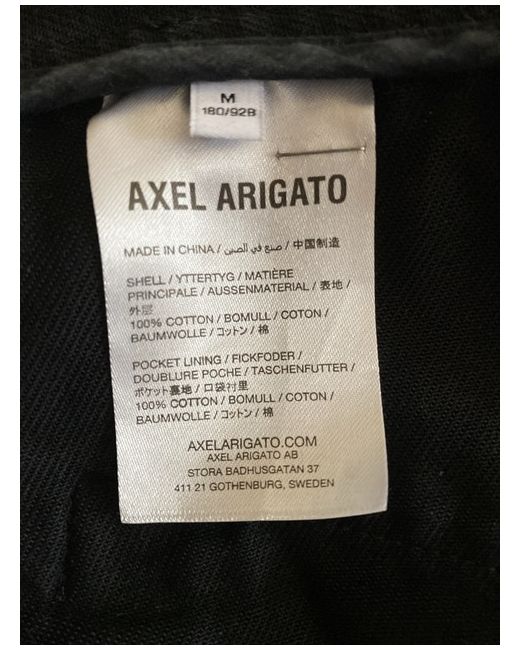 M
180/92B
AXEL ARIGATO
MADE IN CHINA / صنع في الصين / 中国制造
SHELL / YTTERTYG / MATIÈRE
PRINCIPALE / AUSSENMATERIAL / 表地 /
外层
100% COTTON / BOMULL / COTON /
BAUMWOLLE / コットン / 棉
POCKET LINING / FICKFODER /
DOUBLURE POCHE / TASCHENFUTTER /
ポケット裏地 / 口袋衬里
100% COTTON / BOMULL / COTON /
BAUMWOLLE / コットン / 棉
AXELARIGATO.COM
AXEL ARIGATO AB
STORA BADHUSGATAN 37
411 21 GOTHENBURG, SWEDEN